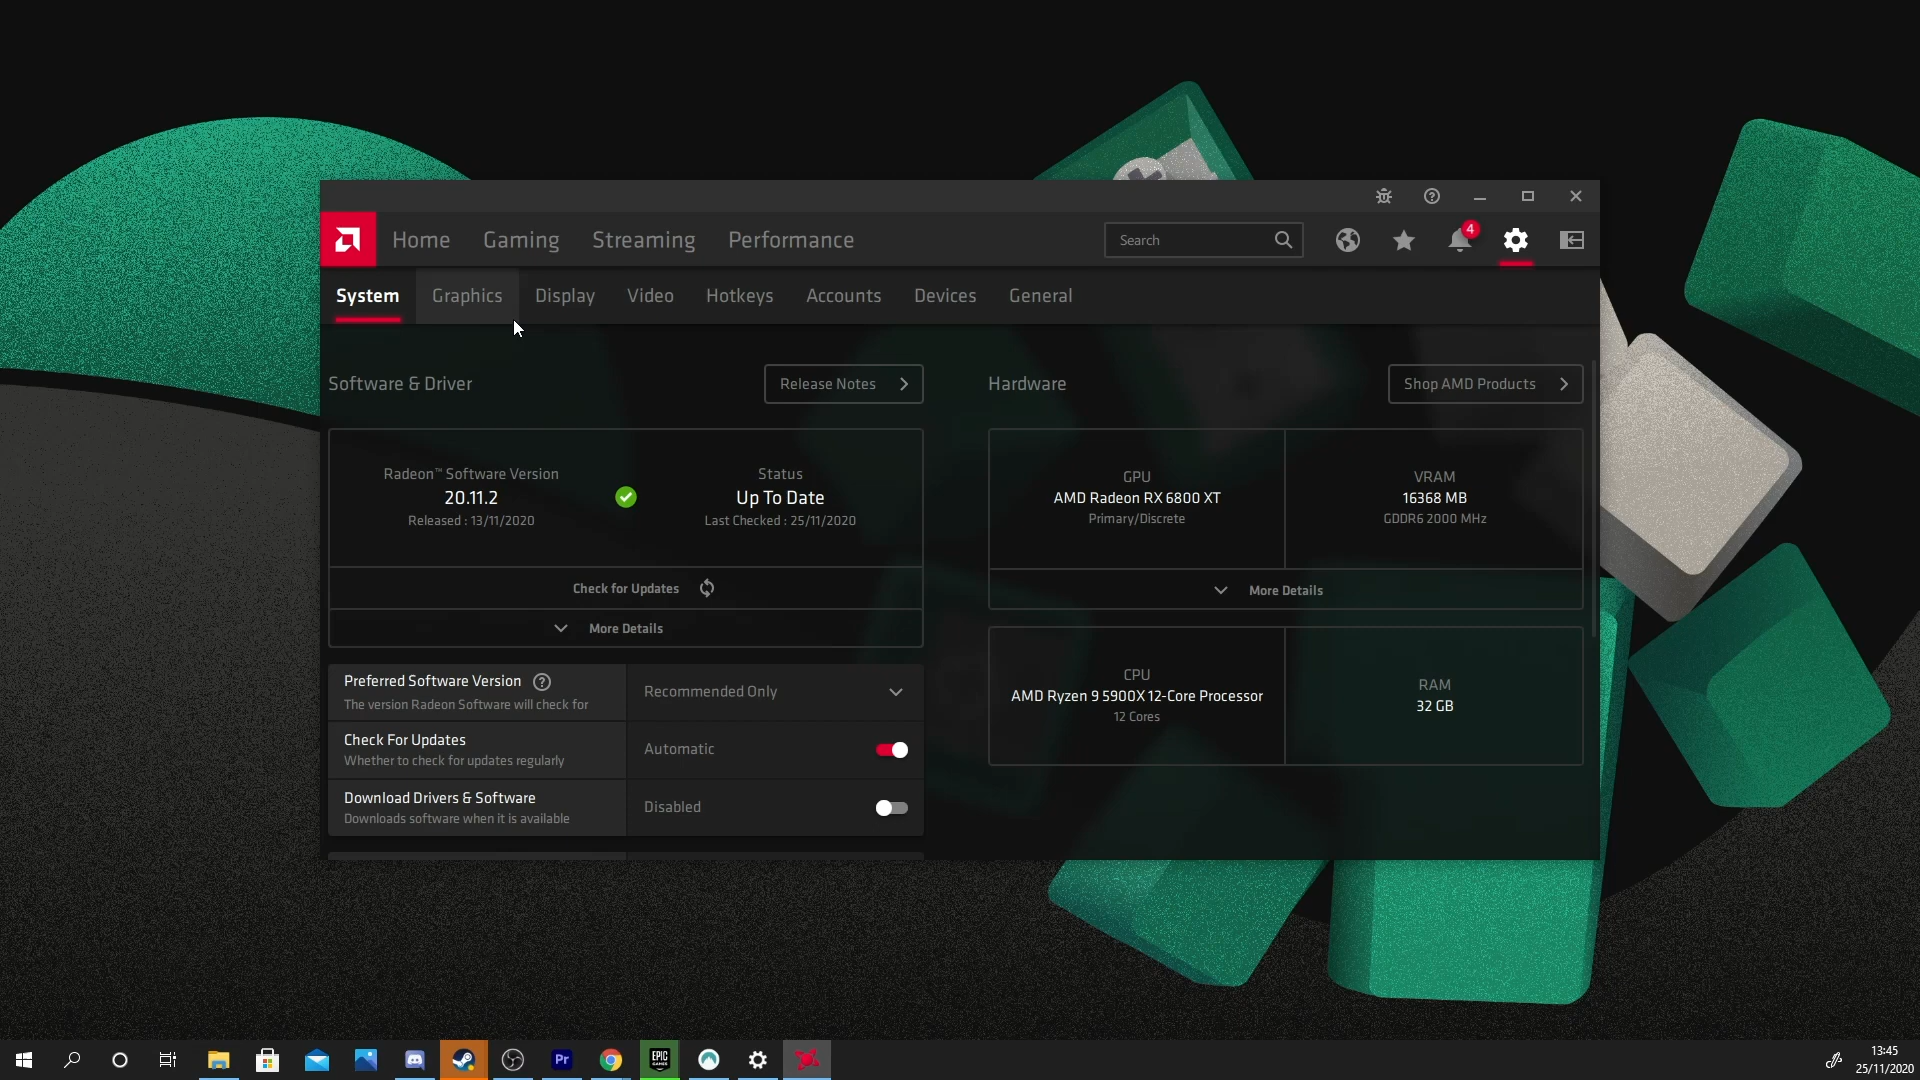 4
Home Gaming Streaming Performance Search
System Graphics Display Video Hotkeys Accounts Devices General
Software & Driver
Release Notes
Hardware
Shop AMD Products
Radeon™ Software Version
20.11.2
Released : 13/11/2020
Status
Up To Date
Last Checked : 25/11/2020
Check for Updates
More Details
GPU
AMD Radeon RX 6800 XT
Primary/Discrete
VRAM
16368 MB
GDDR6 2000 MHz
More Details
CPU
AMD Ryzen 9 5900X 12-Core Processor
12 Cores
RAM
32 GB
Preferred Software Version
The version Radeon Software will check for
Recommended Only
Check For Updates
Whether to check for updates regularly
Automatic
Download Drivers & Software
Downloads software when it is available
Disabled
Pr
EPIC
GAMES
13:45
25/11/2020